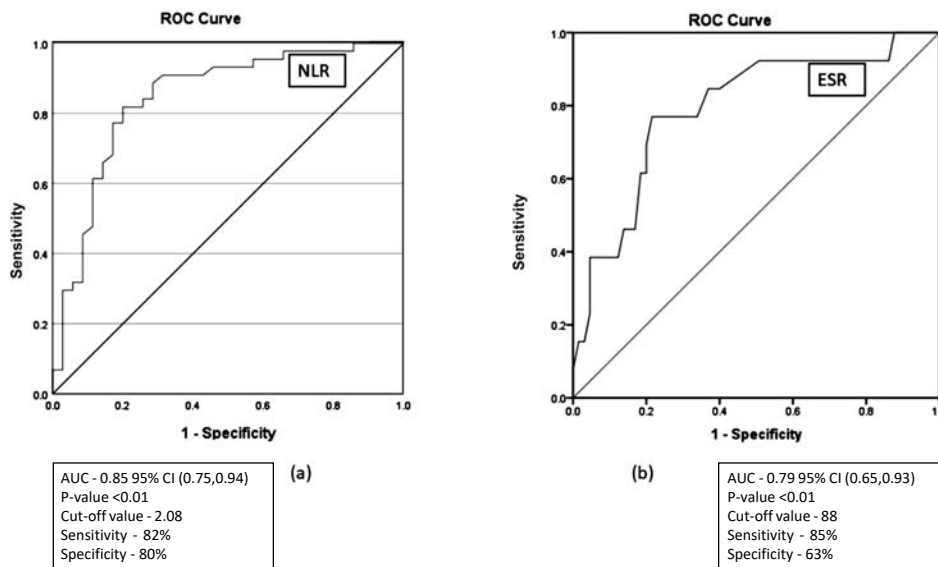 ROC Curve
NLR
1.0
0.8
0.6
0.4
0.2
0.0
Sensitivity
0.0 0.2 0.4 0.6 0.8 1.0
1 - Specificity
(a)
AUC - 0.85 95% CI (0.75,0.94)
P-value <0.01
Cut-off value - 2.08
Sensitivity - 82%
Specificity - 80%
ROC Curve
ESR
1.0
0.8
0.6
0.4
0.2
0.0
Sensitivity
0.0 0.2 0.4 0.6 0.8
1 - Specificity
(b)
AUC - 0.79 95% CI (0.65,0.93)
P-value <0.01
Cut-off value - 88
Sensitivity - 85%
Specificity - 63%